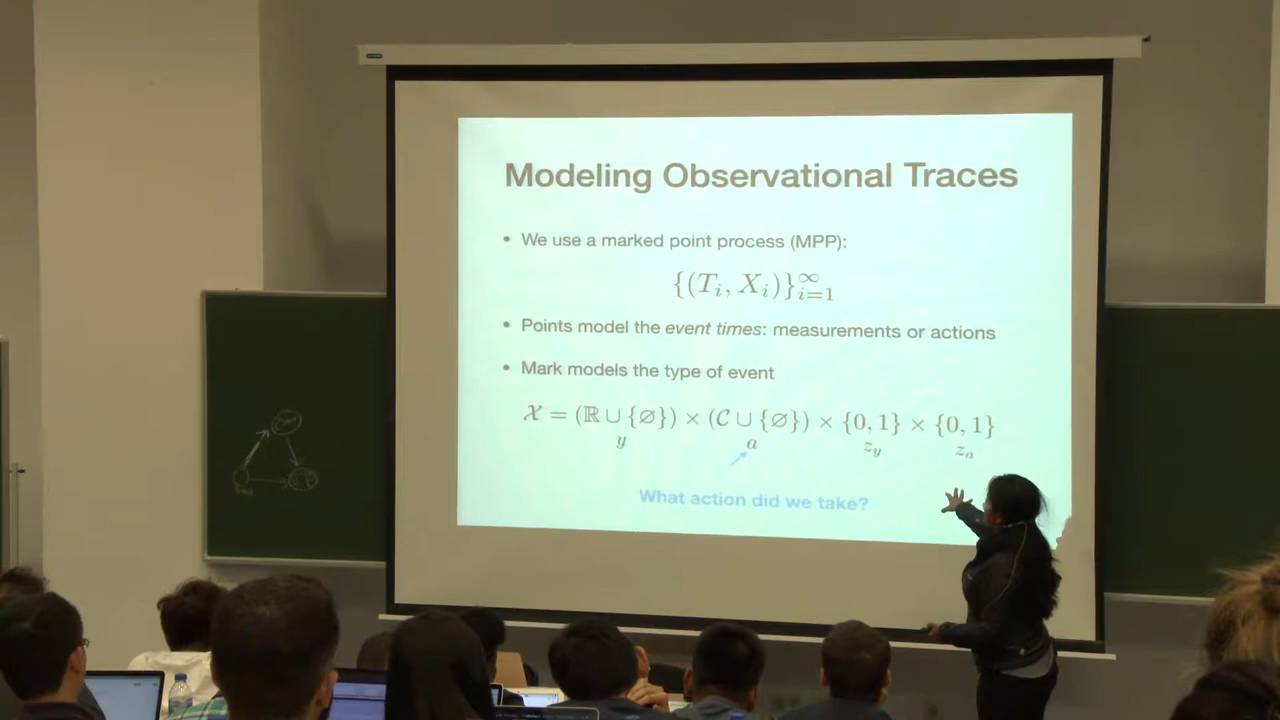 Modeling Observational Traces
• We use a marked point process (MPP):
{(T_i, X_i)}_{i=1}^∞
• Points model the event times: measurements or actions
• Mark models the type of event
𝒳 = (ℝ ∪ {∅}) × (𝒞 ∪ {∅}) × {0, 1} × {0, 1}
y a z_y z_a
What action did we take?